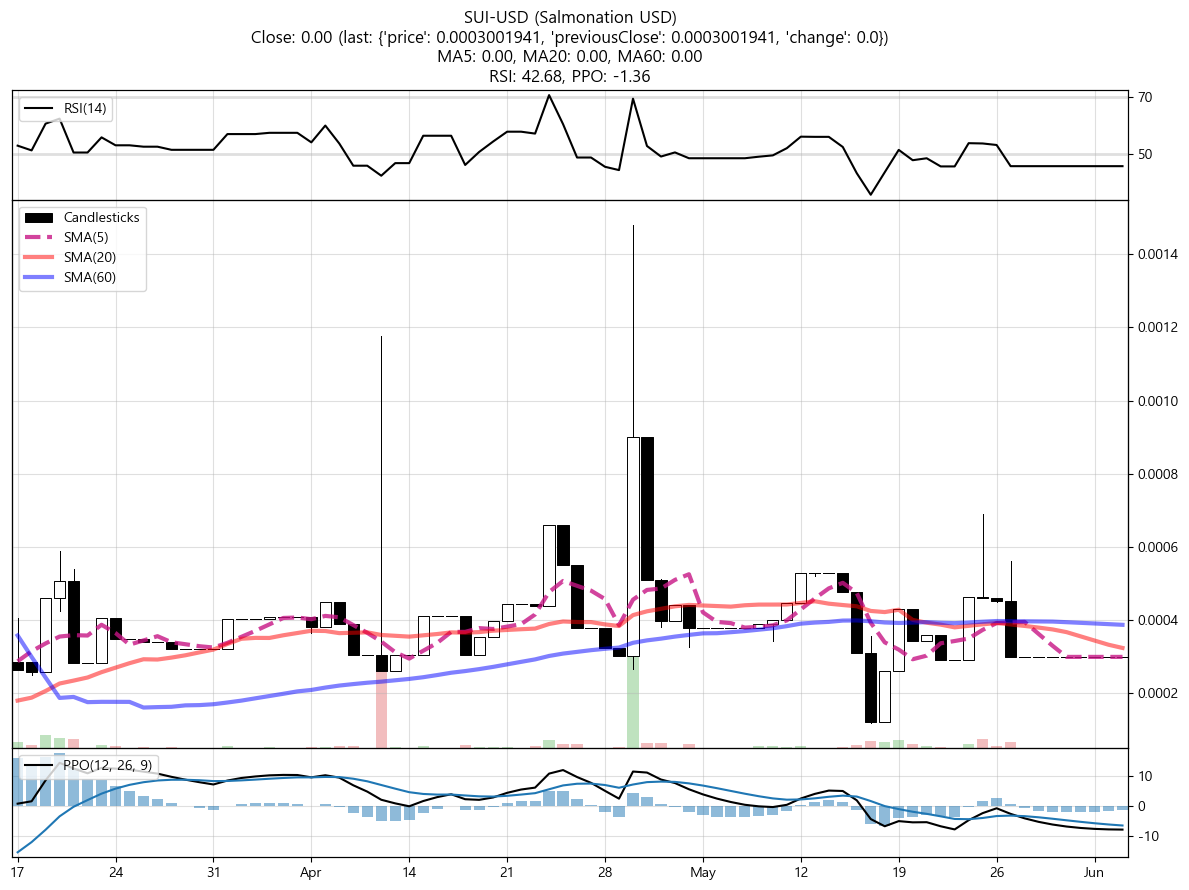 SUI-USD (Salmonation USD)
Close: 0.00 (last: {'price': 0.0003001941, 'previousClose': 0.0003001941, 'change': 0.0})
MA5: 0.00, MA20: 0.00, MA60: 0.00
RSI: 42.68, PPO: -1.36
RSI(14)
70
50
Candlesticks
SMA(5)
SMA(20)
SMA(60)
0.0014
0.0012
0.0010
0.0008
0.0006
0.0004
0.0002
PPO(12, 26, 9)
10
0
-10
17 24 31 Apr 14 21 28 May 12 19 26 Jun